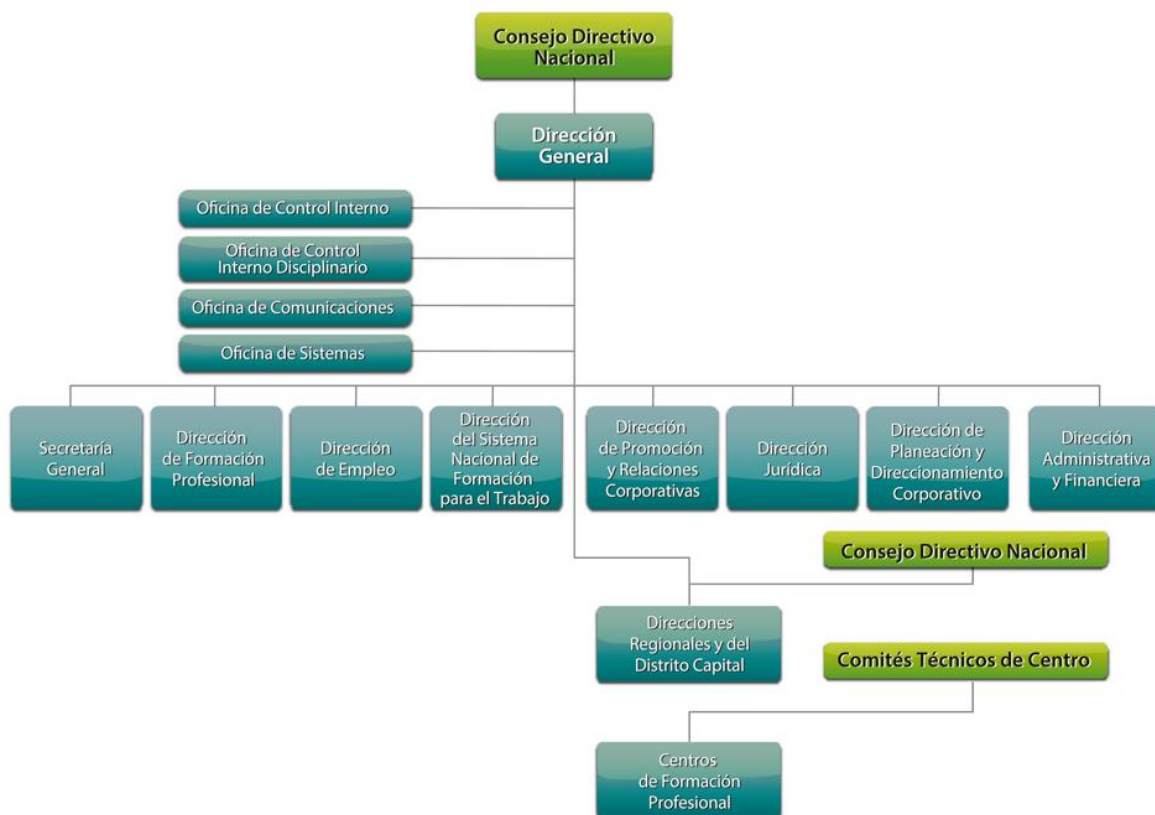 Consejo Directivo
Nacional
Dirección
General
Oficina de Control Interno
Oficina de Control
Interno Disciplinario
Oficina de Comunicaciones
Oficina de Sistemas
Secretaría
General
Dirección
de Formación
Profesional
Dirección
de Empleo
Dirección
del Sistema
Nacional de
Formación
para el Trabajo
Dirección
de Promoción
y Relaciones
Corporativas
Dirección
Jurídica
Dirección de
Planeación y
Direccionamiento
Corporativo
Dirección
Administrativa
y Financiera
Consejo Directivo Nacional
Direcciones
Regionales y del
Distrito Capital
Comités Técnicos de Centro
Centros
de Formación
Profesional